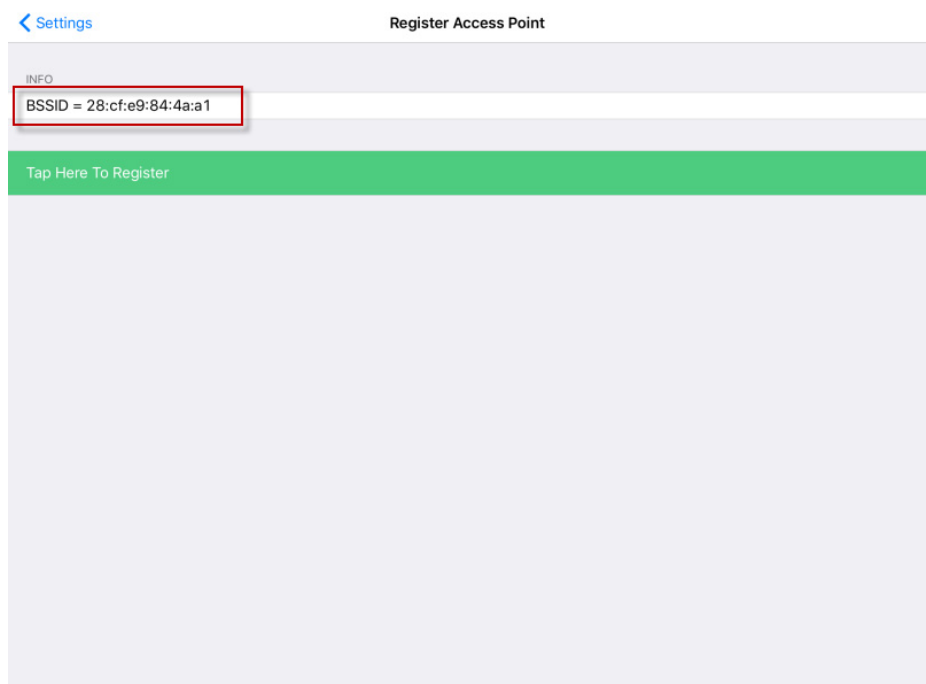 Settings
Register Access Point
INFO
BSSID = 28:cf:e9:84:4a:a1
Tap Here To Register